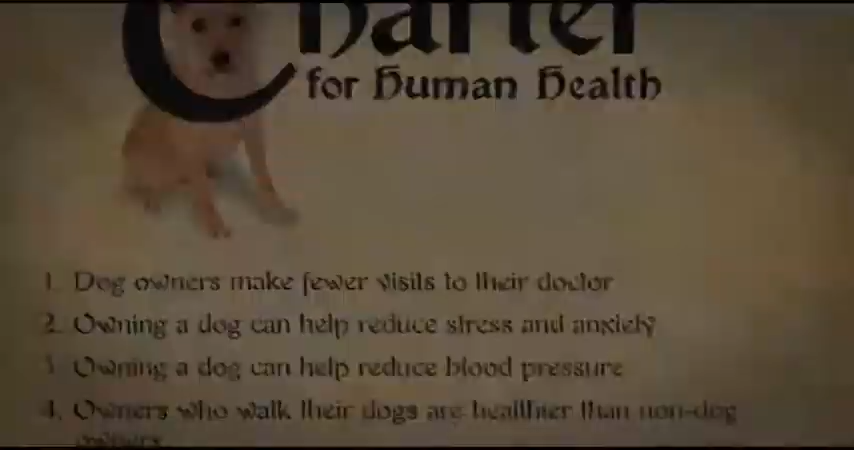 Charter
for Human Health
1. Dog owners make fewer visits to their doctor
2. Owning a dog can help reduce stress and anxiety
3. Owning a dog can help reduce blood pressure
4. Owners who walk their dogs are healthier than non-dog
owners